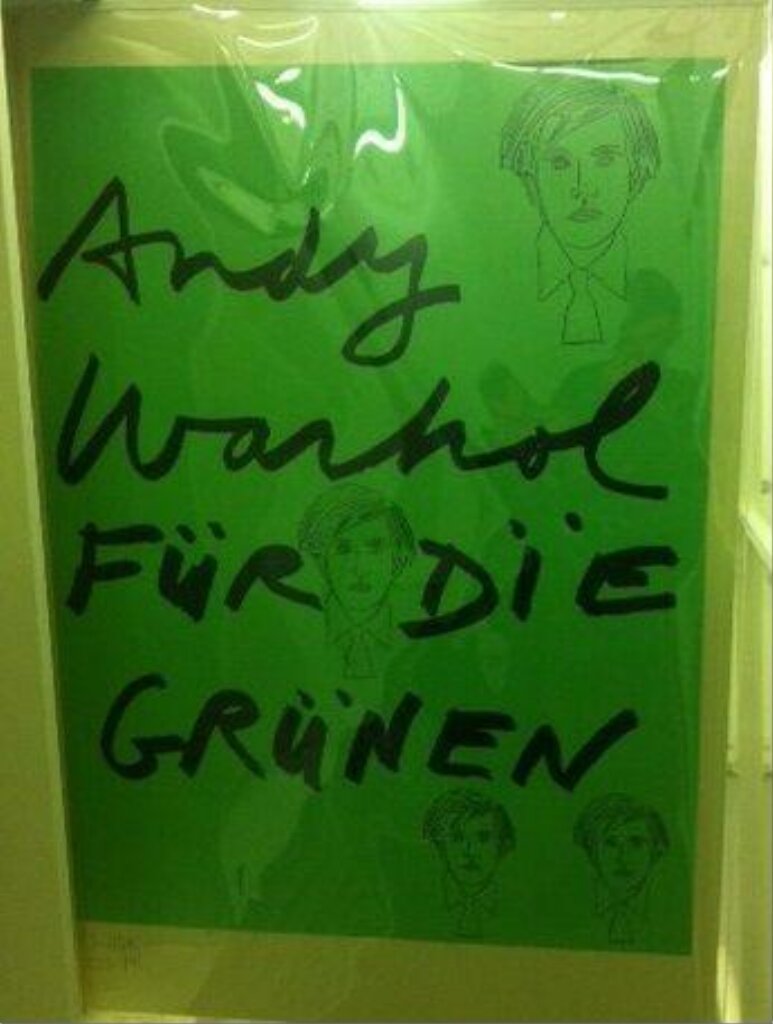 Andy
Warhol
FÜR DIE
GRÜNEN